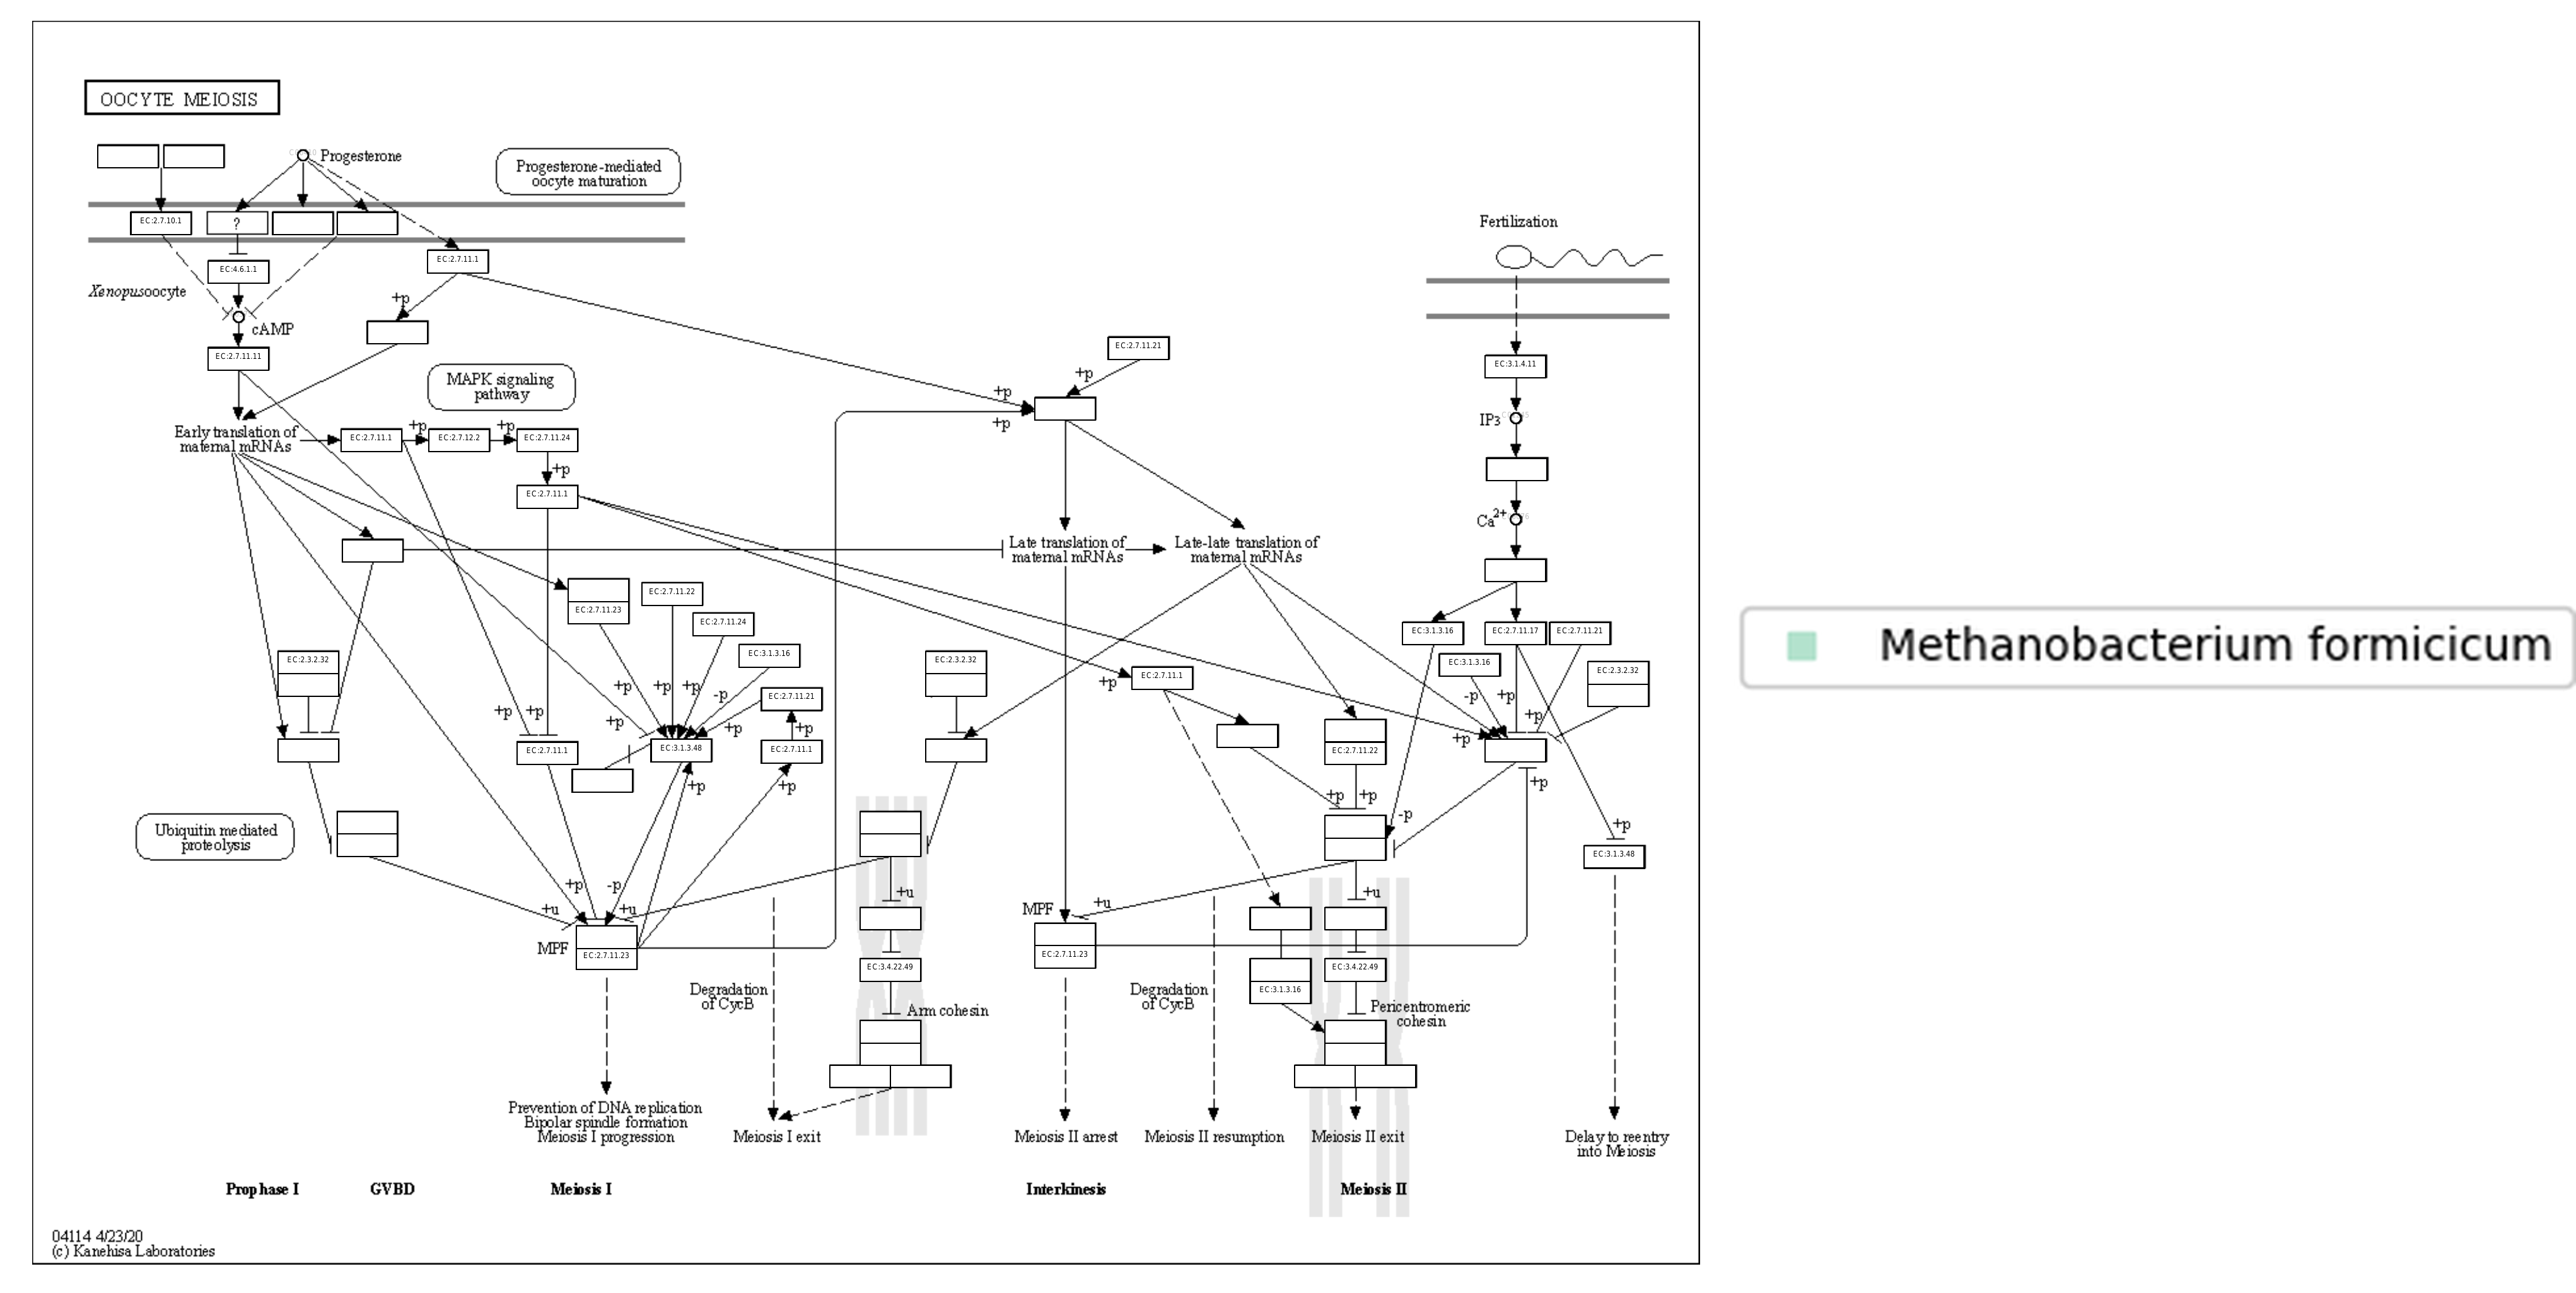 OOCYTE MEIOSIS
Progesterone
Progesterone-mediated
oocyte maturation
EC:2.7.10.1
?
Fertilization
EC:4.6.1.1
EC:2.7.11.1
Xenopusoocyte
+p
cAMP
EC:2.7.11.11
EC:2.7.11.21
EC:3.1.4.11
MAPK signaling
pathway
+p
+p
+p
IP3
Early translation of
maternal mRNAs
EC:2.7.11.1
+p
EC:2.7.12.2
+p
EC:2.7.11.24
+p
EC:2.7.11.1
Ca2+
Late translation of
maternal mRNAs
Late-late translation of
maternal mRNAs
EC:2.7.11.23
EC:2.7.11.22
EC:2.7.11.24
EC:3.1.3.16
EC:2.3.2.32
EC:2.3.2.32
EC:2.7.11.1
EC:3.1.3.16
EC:2.7.11.17
EC:2.7.11.21
EC:3.1.3.16
EC:2.3.2.32
Methanobacterium formicicum
+p
+p
+p
-p
EC:2.7.11.21
+p
-p
+p
+p
+p
+p
+p
+p
+p
+p
EC:2.7.11.1
EC:3.1.3.48
EC:2.7.11.1
EC:2.7.11.22
+p
+p
+p
+p
+p
-p
+p
Ubiquitin mediated
proteolysis
EC:3.1.3.48
+p
-p
+u
+u
+u
+u
+u
MPF
EC:2.7.11.23
MPF
EC:2.7.11.23
EC:3.4.22.49
EC:3.4.22.49
Degradation
of CycB
Degradation
of CycB
EC:3.1.3.16
Arm cohesin
Pericentromeric
cohesin
Prevention of DNA replication
Bipolar spindle formation
Meiosis I progression
Meiosis I exit
Meiosis II arrest
Meiosis II resumption
Meiosis II exit
Delay to reentry
into Meiosis
Prophase I
GVBD
Meiosis I
Interkinesis
Meiosis II
04114 4/23/20
(c) Kanehisa Laboratories